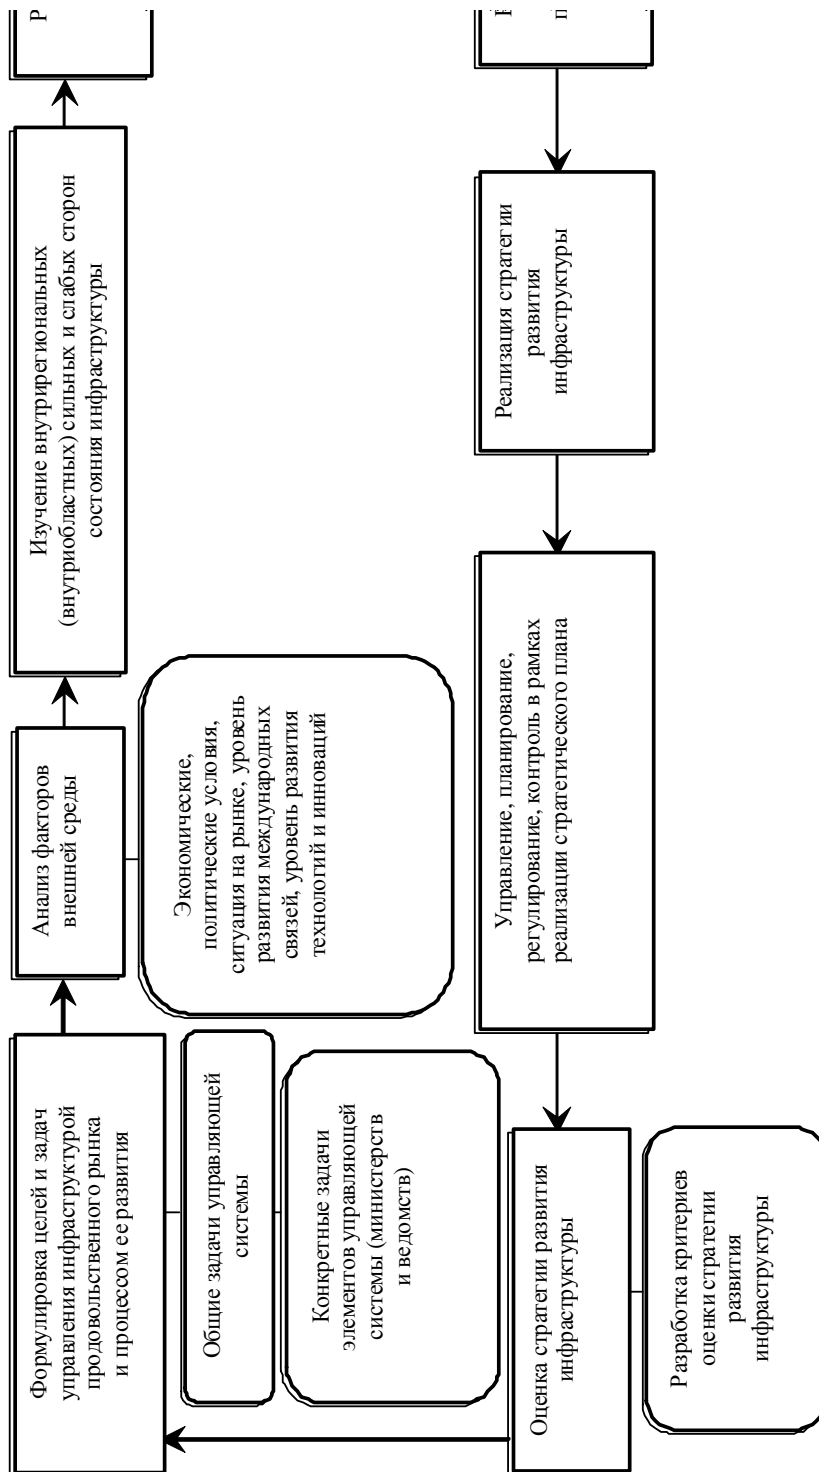 Формулировка целей и задач
управления инфраструктурой
продовольственного рынка
и процессом ее развития
Общие задачи управляющей
системы
Конкретные задачи
элементов управляющей
системы (министерств
и ведомств)
Анализ факторов
внешней среды
Экономические,
политические условия,
ситуация на рынке, уровень
развития международных
связей, уровень развития
технологий и инноваций
Изучение внутрирегиональных
(внутриобластных) сильных и слабых сторон
состояния инфраструктуры
Р
Реализация стратегии
развития
инфраструктуры
Управление, планирование,
регулирование, контроль в рамках
реализации стратегического плана
Оценка стратегии развития
инфраструктуры
Разработка критериев
оценки стратегии
развития
инфраструктуры